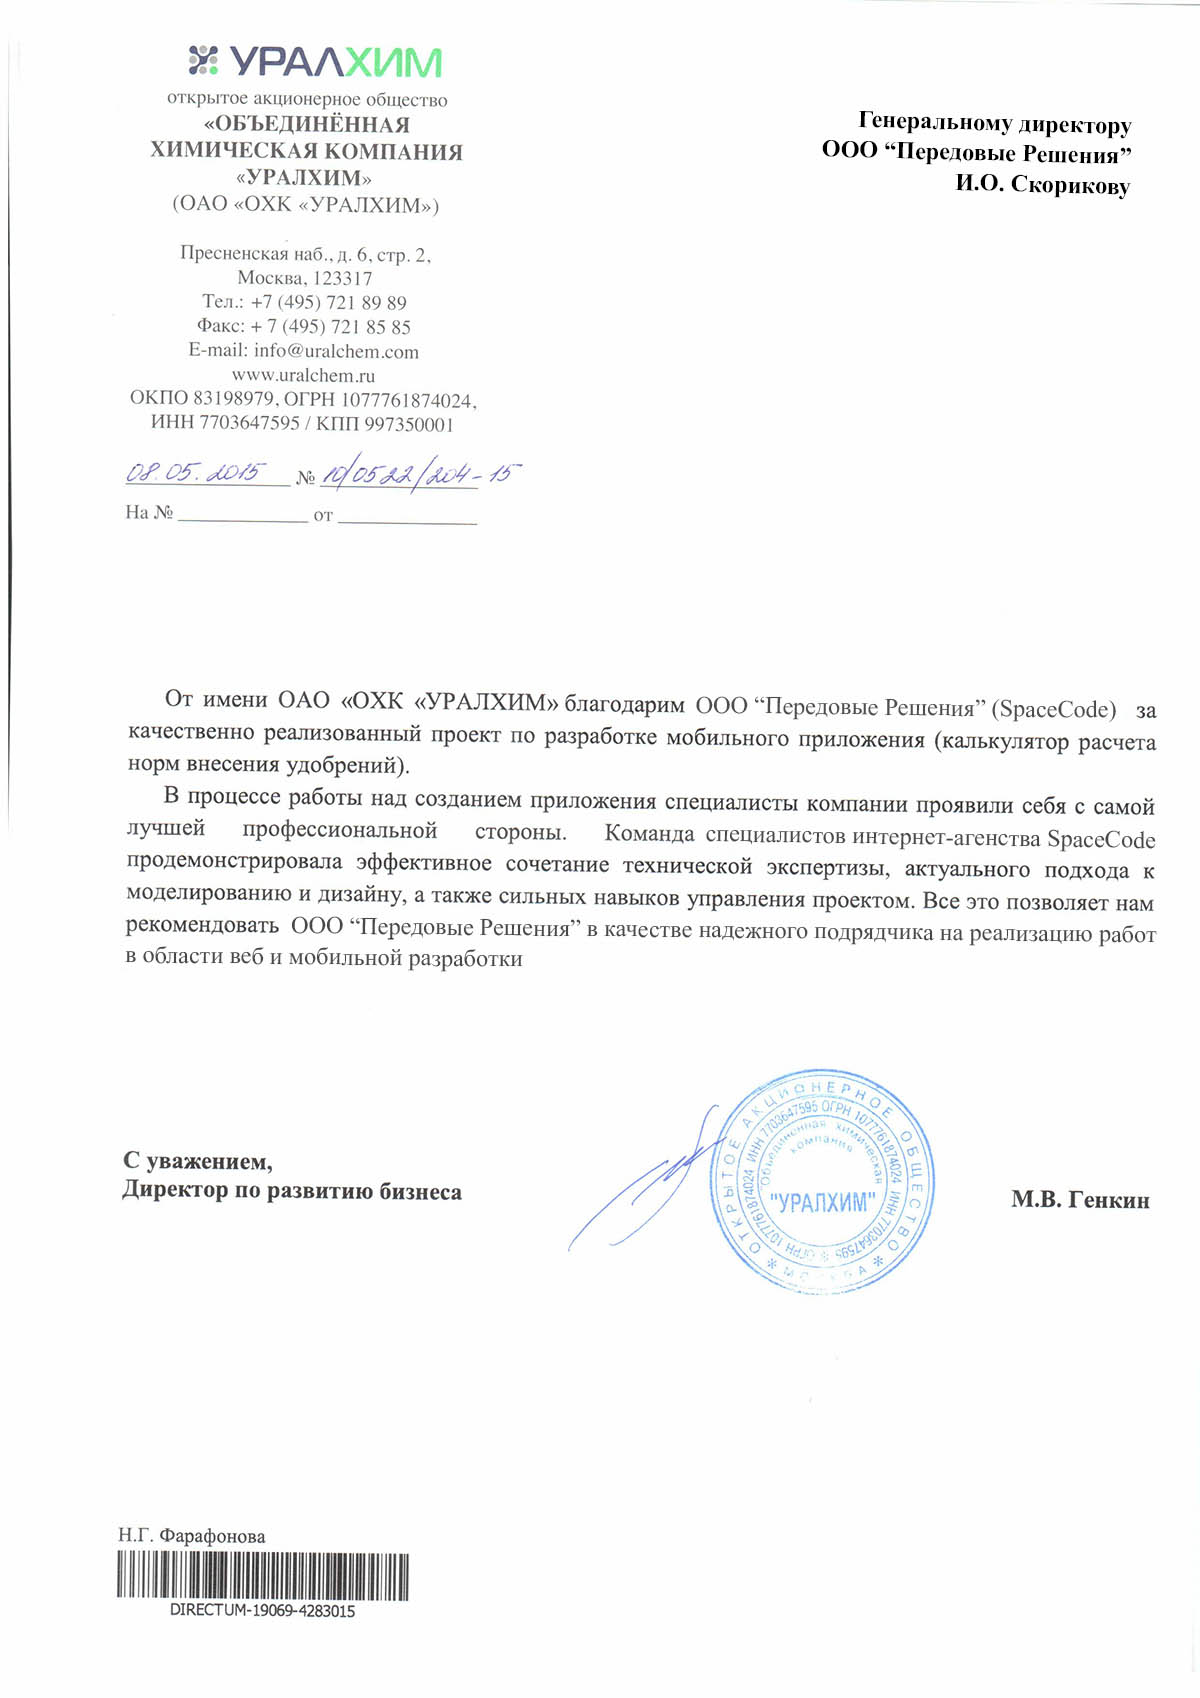 УРАЛХИМ
открытое акционерное общество
«ОБЪЕДИНЁННАЯ
ХИМИЧЕСКАЯ КОМПАНИЯ
«УРАЛХИМ»
(ОАО «ОХК «УРАЛХИМ»)
Пресненская наб., д. 6, стр. 2,
Москва, 123317
Тел.: +7 (495) 721 89 89
Факс: + 7 (495) 721 85 85
E-mail: info@uralchem.com
www.uralchem.ru
ОКПО 83198979, ОГРН 1077761874024,
ИНН 7703647595 / КПП 997350001
08.05.2015 № 10/0522/204-15
На № ____________ от ____________
Генеральному директору
ООО “Передовые Решения”
И.О. Скорикову
От имени ОАО «ОХК «УРАЛХИМ» благодарим ООО “Передовые Решения” (SpaceCode) за
качественно реализованный проект по разработке мобильного приложения (калькулятор расчета
норм внесения удобрений).
В процессе работы над созданием приложения специалисты компании проявили себя с самой
лучшей профессиональной стороны. Команда специалистов интернет-агенства SpaceCode
продемонстрировала эффективное сочетание технической экспертизы, актуального подхода к
моделированию и дизайну, а также сильных навыков управления проектом. Все это позволяет нам
рекомендовать ООО “Передовые Решения” в качестве надежного подрядчика на реализацию работ
в области веб и мобильной разработки
С уважением,
Директор по развитию бизнеса
М.В. Генкин
ОТКРЫТОЕ АКЦИОНЕРНОЕ ОБЩЕСТВО
* МОСКВА *
ИНН 7703647595 ОГРН 1077761874024 ИНН 7703647595 * ОГРН 1077761874024
Объединенная химическая
компания
"УРАЛХИМ"
Н.Г. Фарафонова
DIRECTUM-19069-4283015